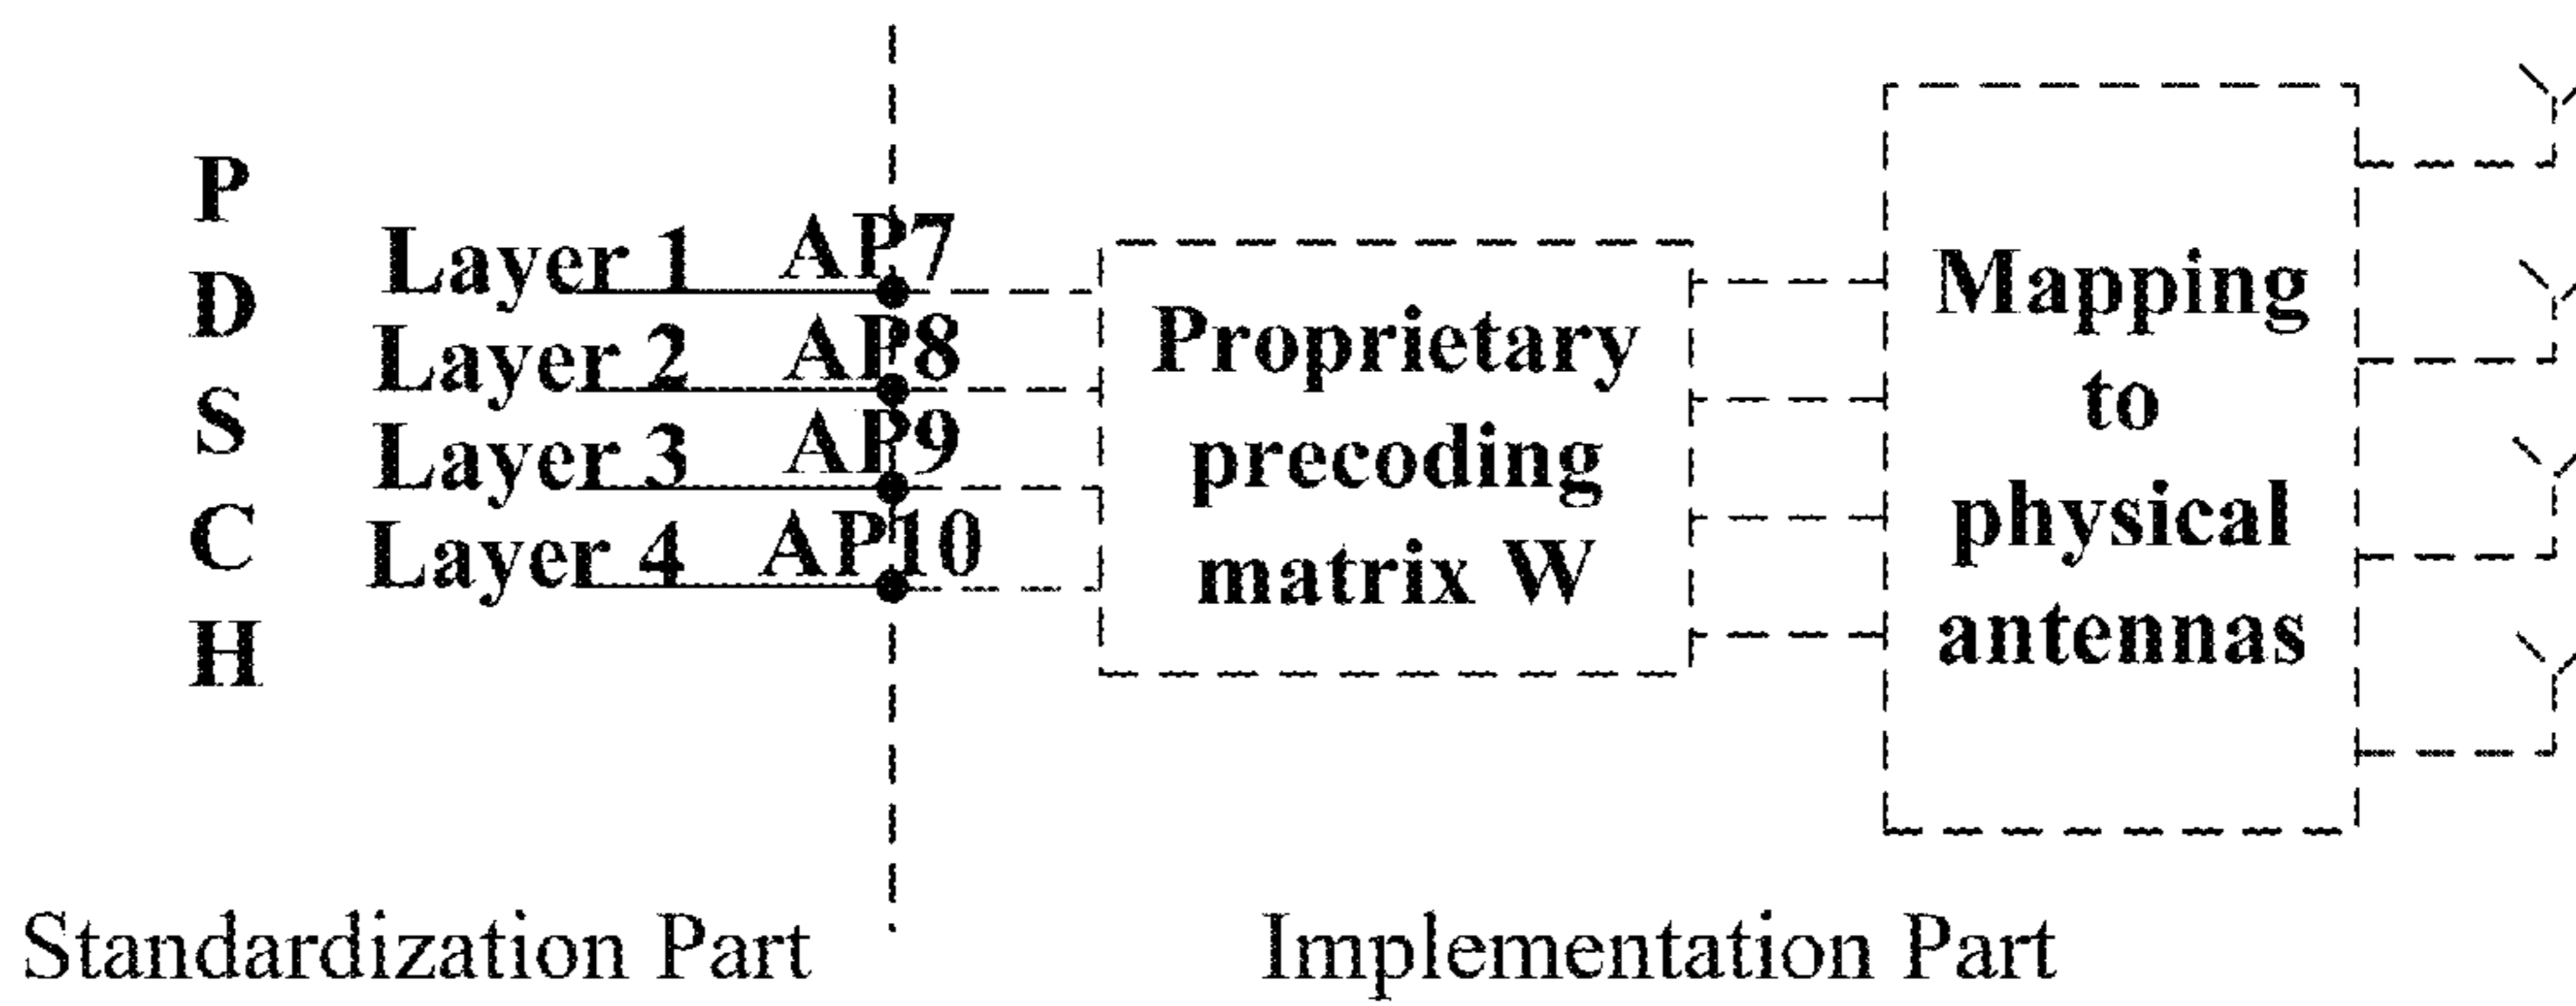 P
D
S
C
H
Layer 1 AP7
Layer 2 AP8
Layer 3 AP9
Layer 4 AP10
Proprietary
precoding
matrix W
Mapping
to
physical
antennas
Standardization Part
Implementation Part